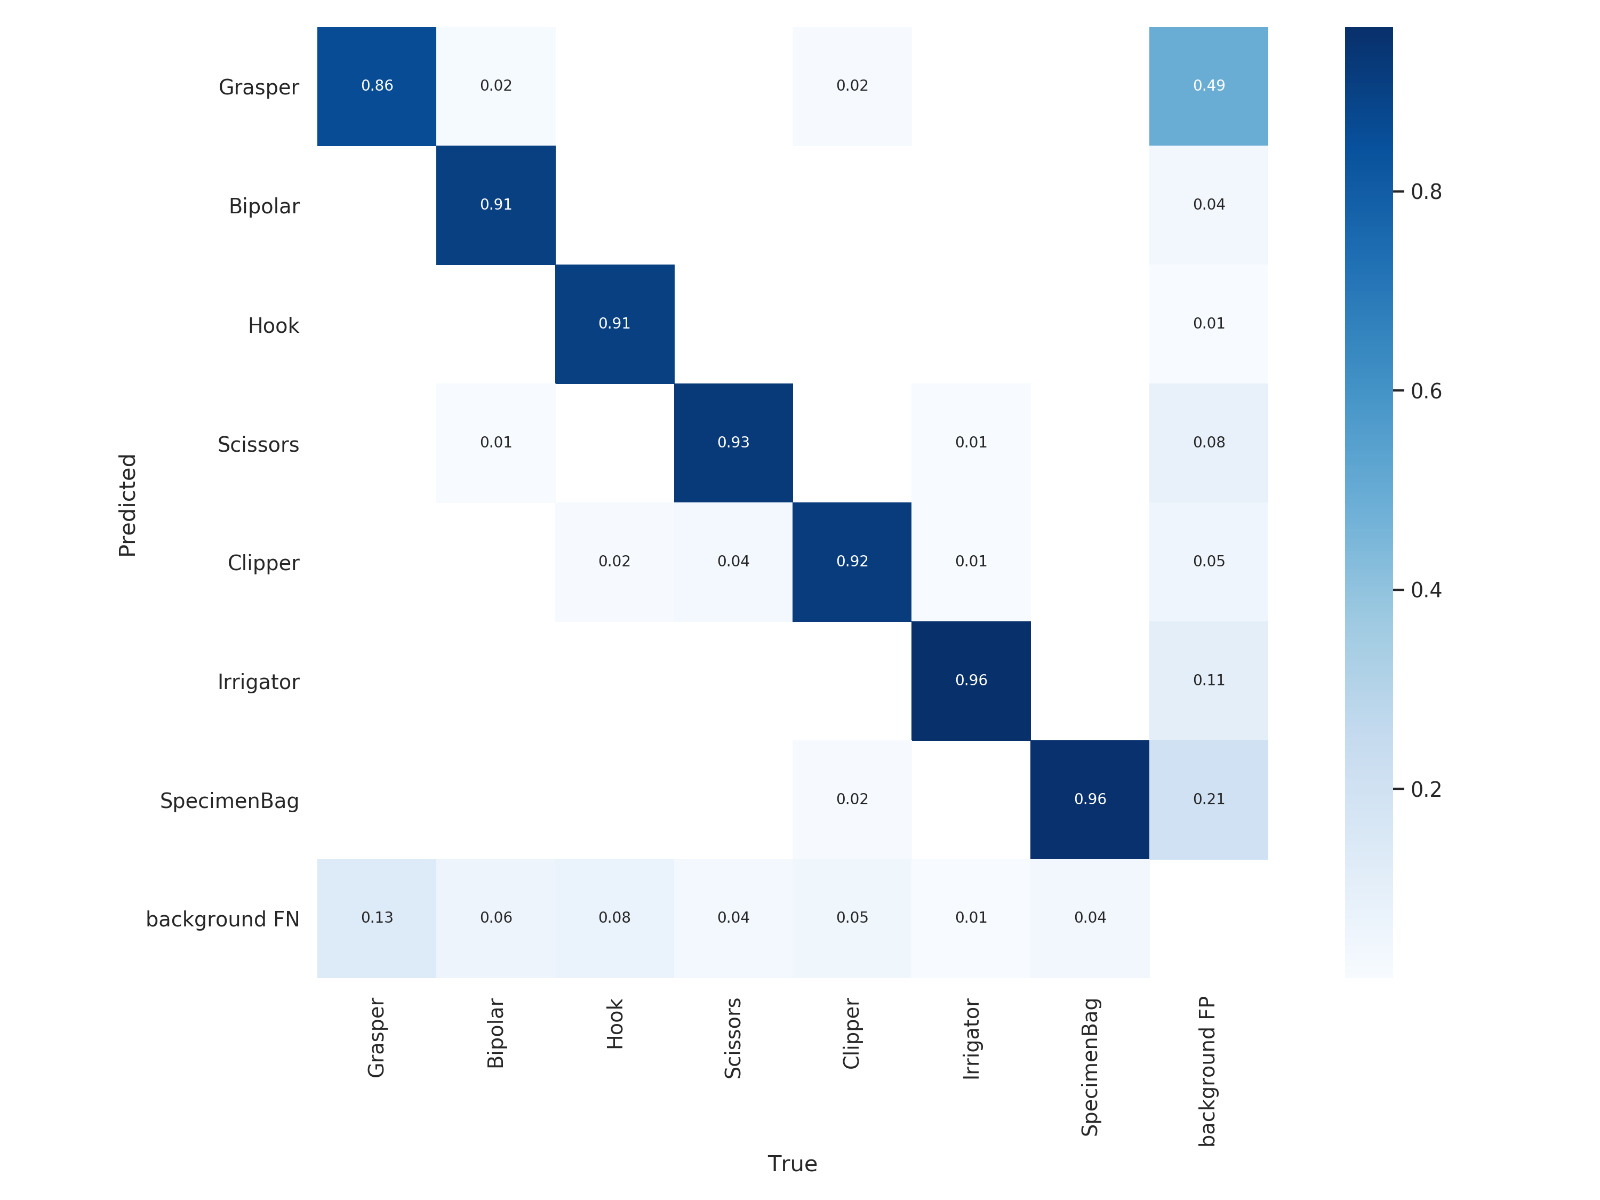 Grasper 0.86 0.02 0.02 0.49
Bipolar 0.91 0.04
Hook 0.91 0.01
Scissors 0.01 0.93 0.01 0.08
Clipper 0.02 0.04 0.92 0.01 0.05
Irrigator 0.96 0.11
SpecimenBag 0.02 0.96 0.21
background FN 0.13 0.06 0.08 0.04 0.05 0.01 0.04
Predicted
Grasper
Bipolar
Hook
Scissors
Clipper
Irrigator
SpecimenBag
background FP
True
0.8
0.6
0.4
0.2